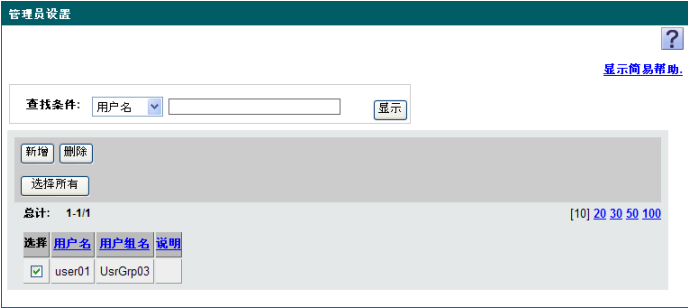 管理员设置
?
显示简易帮助.
查找条件: 用户名 显示
新增 删除
选择所有
总计: 1-1/1 [10] 20 30 50 100
选择 用户名 用户组名 说明
user01 UsrGrp03